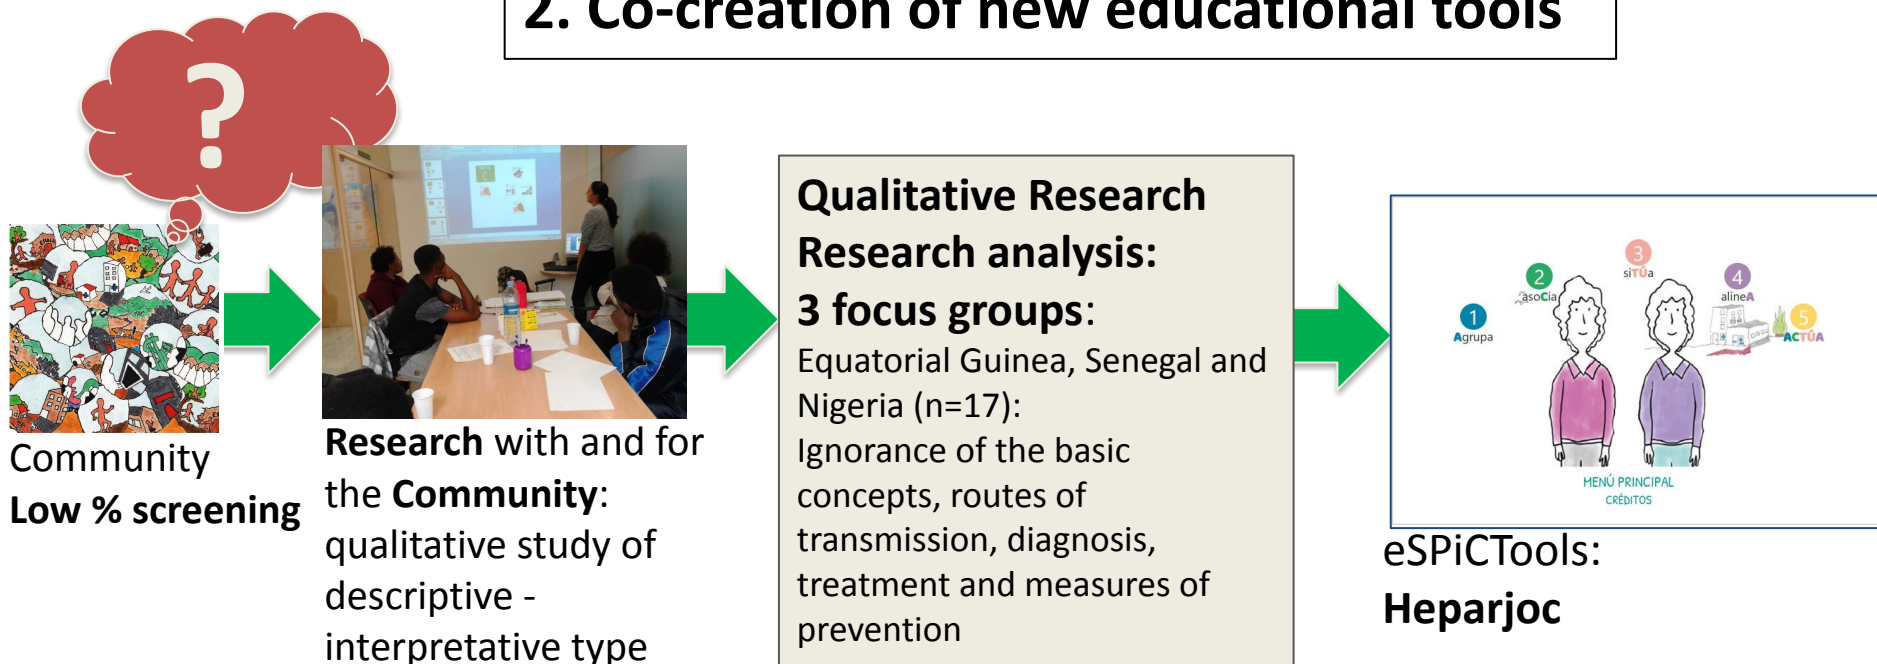 2. Co-creation of new educational tools
?
Community
Low % screening
Research with and for
the Community:
qualitative study of
descriptive -
interpretative type
Qualitative Research
Research analysis:
3 focus groups:
Equatorial Guinea, Senegal and
Nigeria (n=17):
Ignorance of the basic
concepts, routes of
transmission, diagnosis,
treatment and measures of
prevention
1
Agrupa
2
asoCia
3
siTÚa
4
alineA
5
ACTÚA
MENÚ PRINCIPAL
CRÉDITOS
eSPiCTools:
Heparjoc